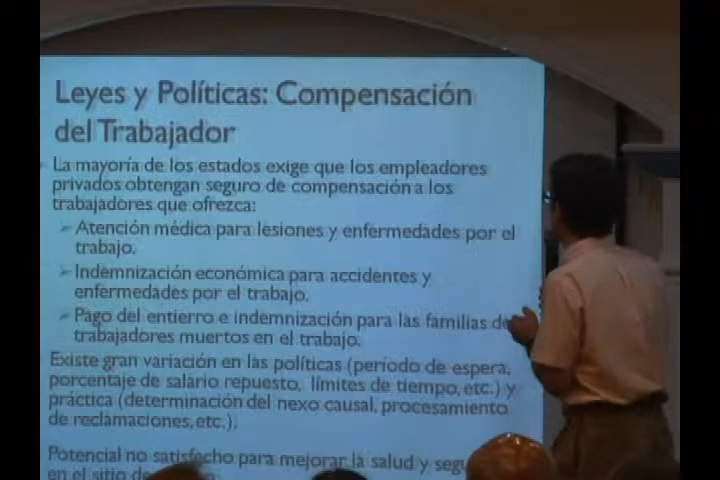 Leyes y Políticas: Compensación
del Trabajador
La mayoría de los estados exige que los empleadores
privados obtengan seguro de compensación a los
trabajadores que ofrezca:
Atención médica para lesiones y enfermedades por el
trabajo.
Indemnización económica para accidentes y
enfermedades por el trabajo.
Pago del entierro e indemnización para las familias
trabajadores muertos en el trabajo.
Existe gran variación en las políticas (periodo de espera,
porcentaje de salario repuesto, límites de tiempo, etc.) y
práctica (determinación del nexo causal, procesamiento
de reclamaciones, etc.).
Potencial no satisfecho para mejorar la salud y
en el sitio de